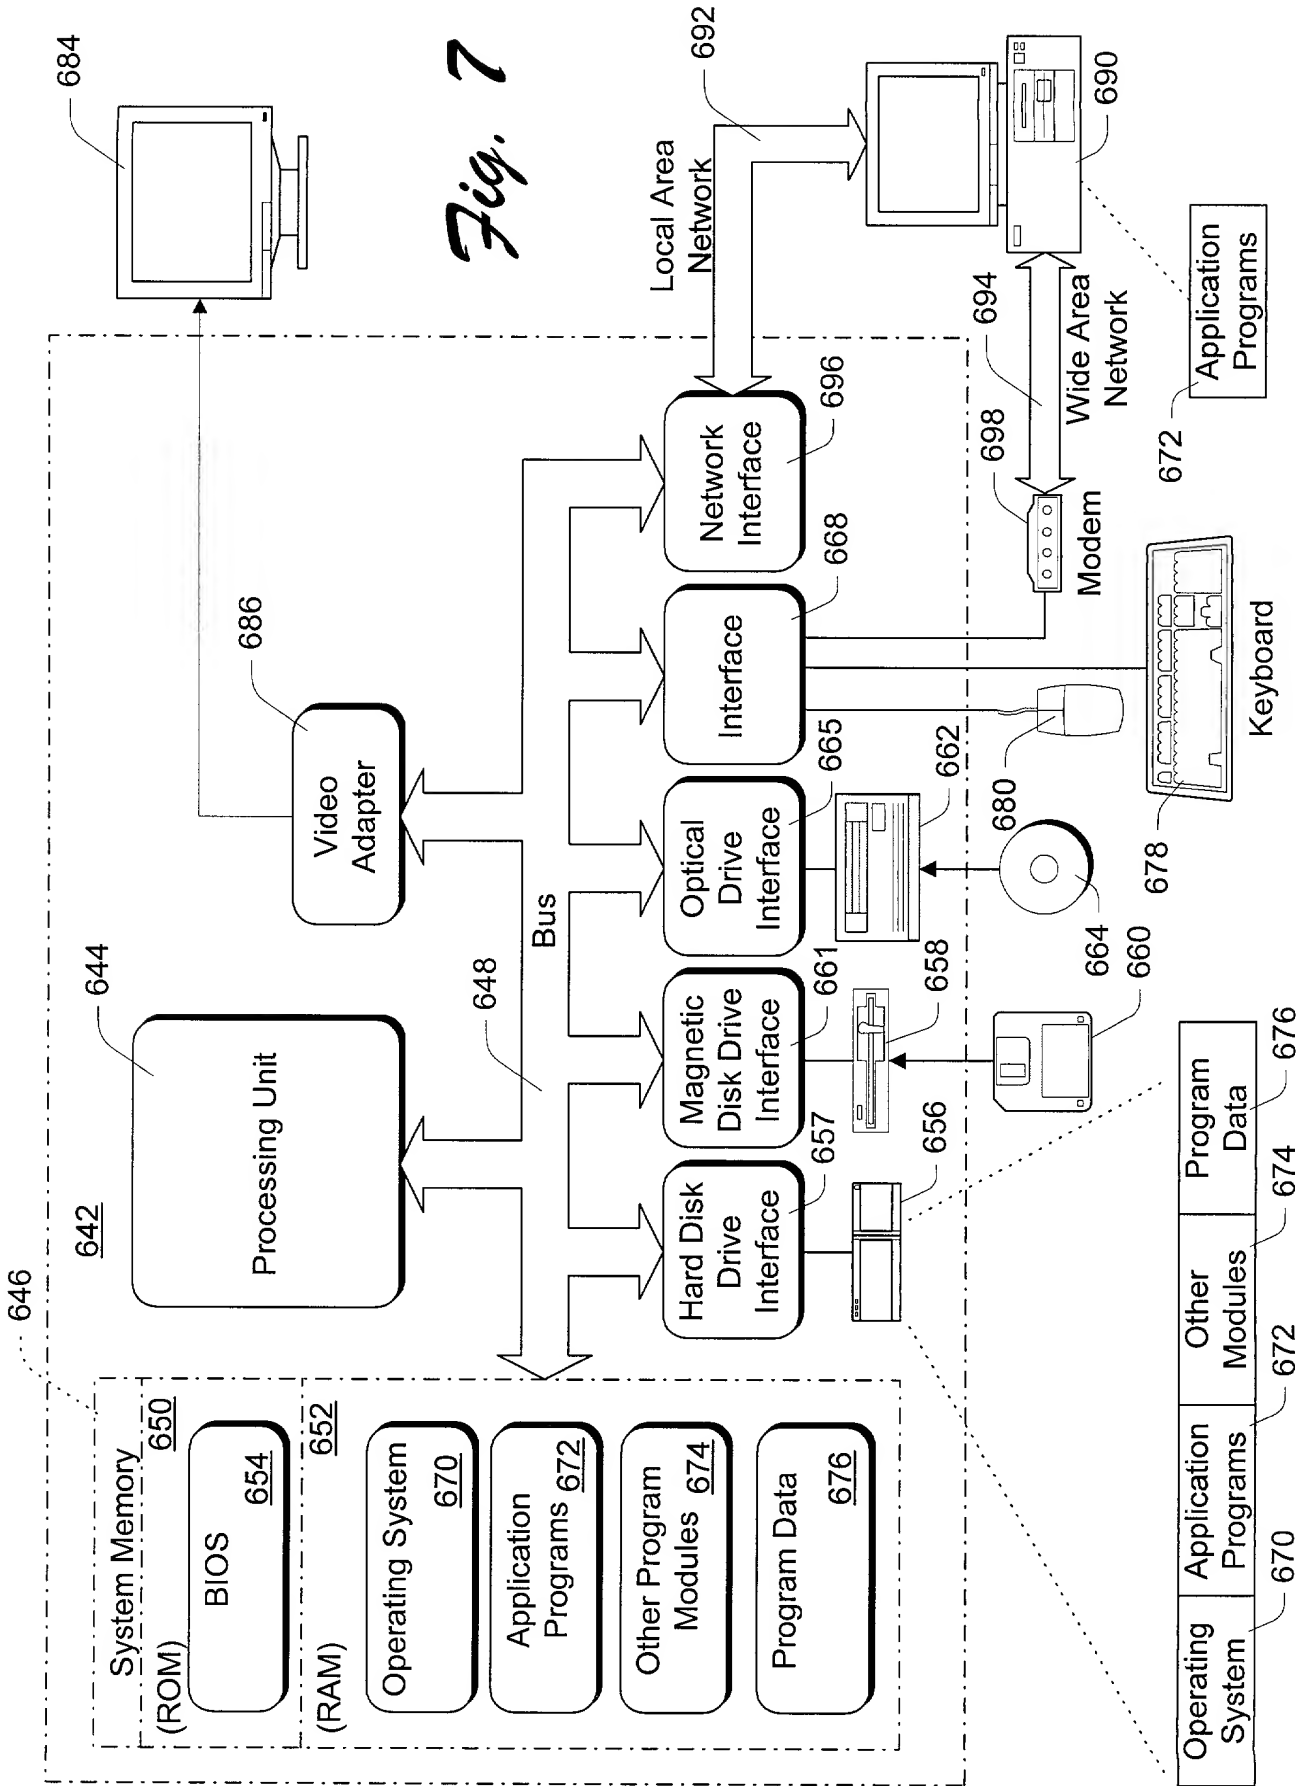 646
System Memory
(ROM)
650
BIOS
654
(RAM)
652
Operating System
670
Application
Programs
672
Other Program
Modules
674
Program Data
676
642
644
Processing Unit
648
Bus
686
Video
Adapter
684
Fig. 7
Hard Disk
Drive
Interface
657
Magnetic
Disk Drive
Interface
661
Optical
Drive
Interface
665
Interface
668
Network
Interface
696
Local Area
Network
692
656
658
662
660
664
680
678
Keyboard
Modem
698
694
Wide Area
Network
690
672
Application
Programs
Operating
System
670
Application
Programs
672
Other
Modules
674
Program
Data
676